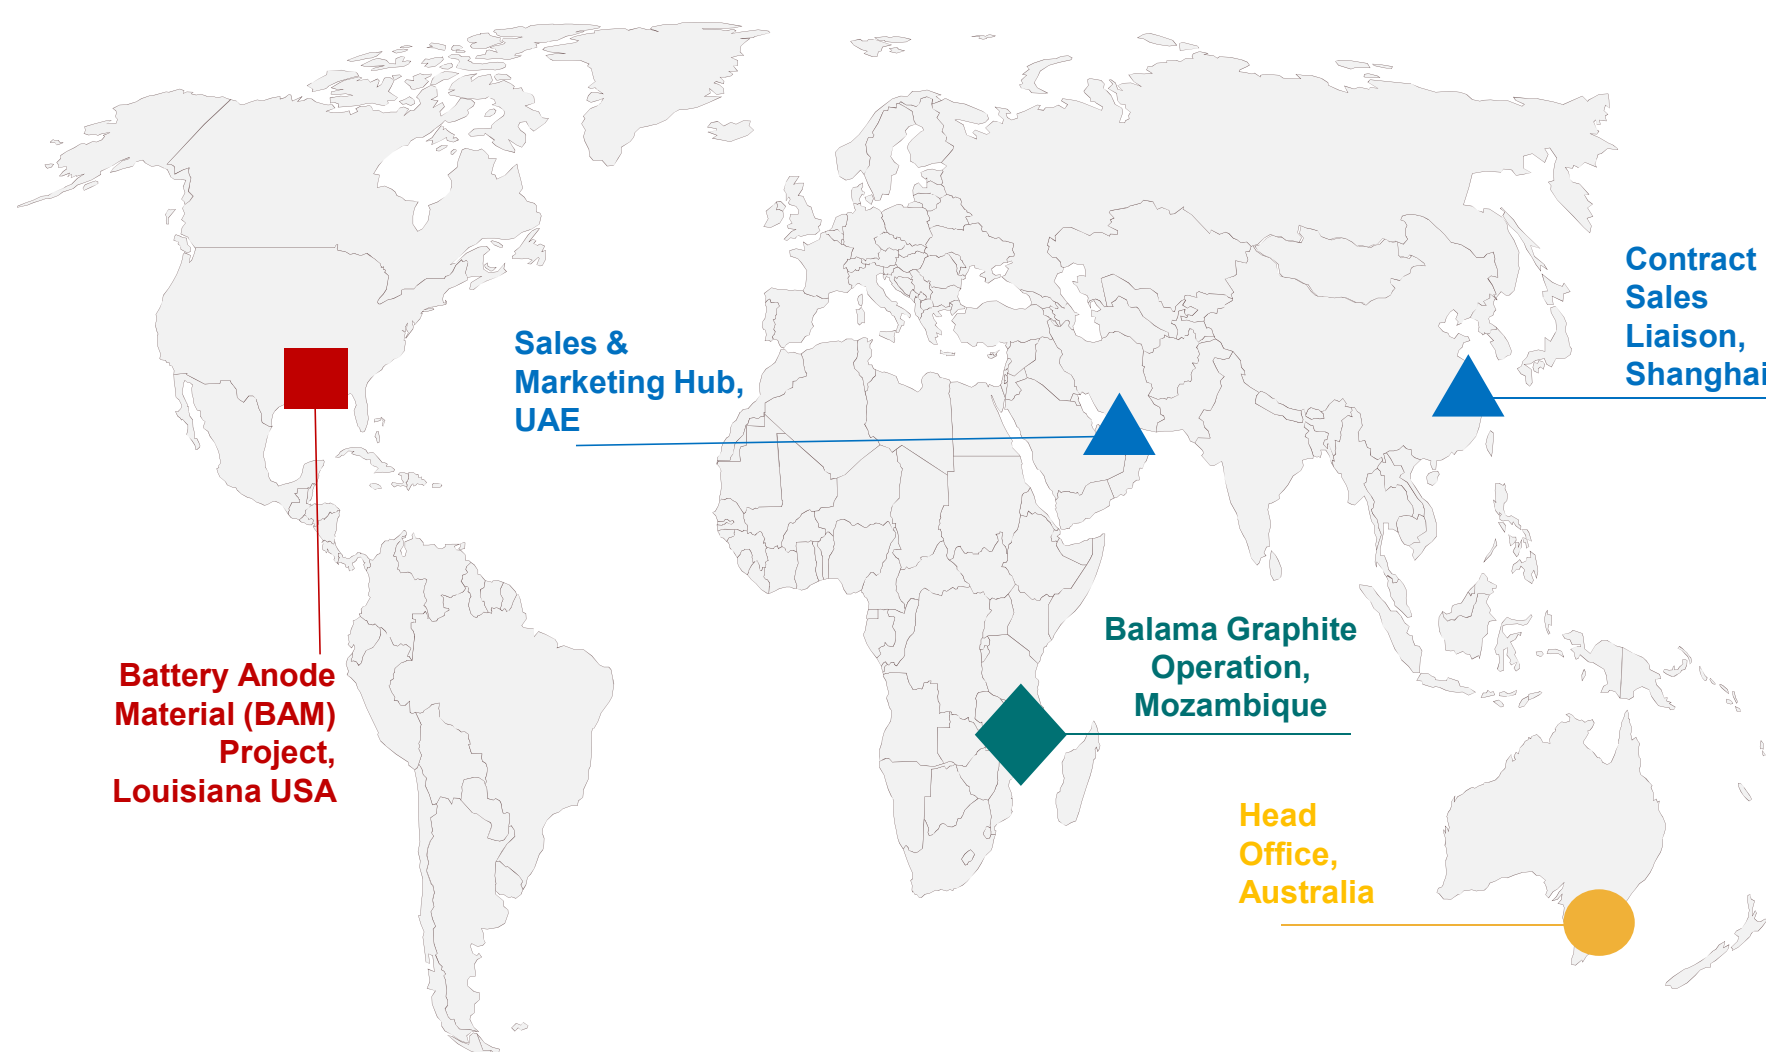 Contract
Sales
Liaison,
Shanghai
Sales &
Marketing Hub,
UAE
Balama Graphite
Operation,
Mozambique
Battery Anode
Material (BAM)
Project,
Louisiana USA
Head
Office,
Australia